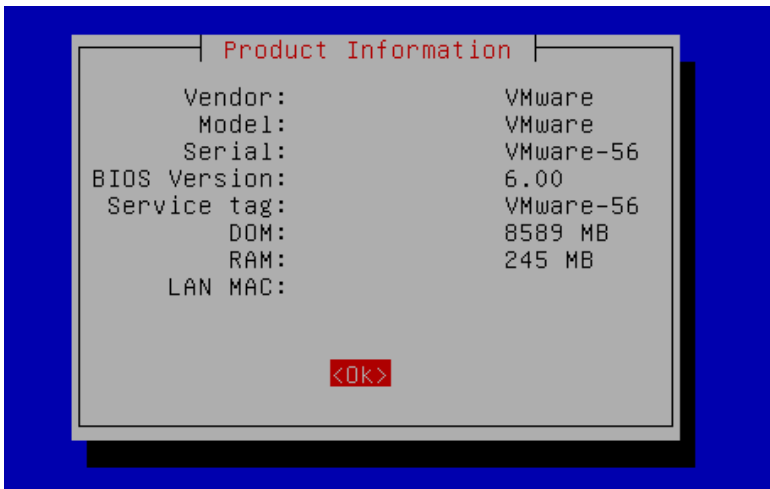 Product Information
Vendor: VMware
Model: VMware
Serial: VMware-56
BIOS Version: 6.00
Service tag: VMware-56
DOM: 8589 MB
RAM: 245 MB
LAN MAC:
<Ok>